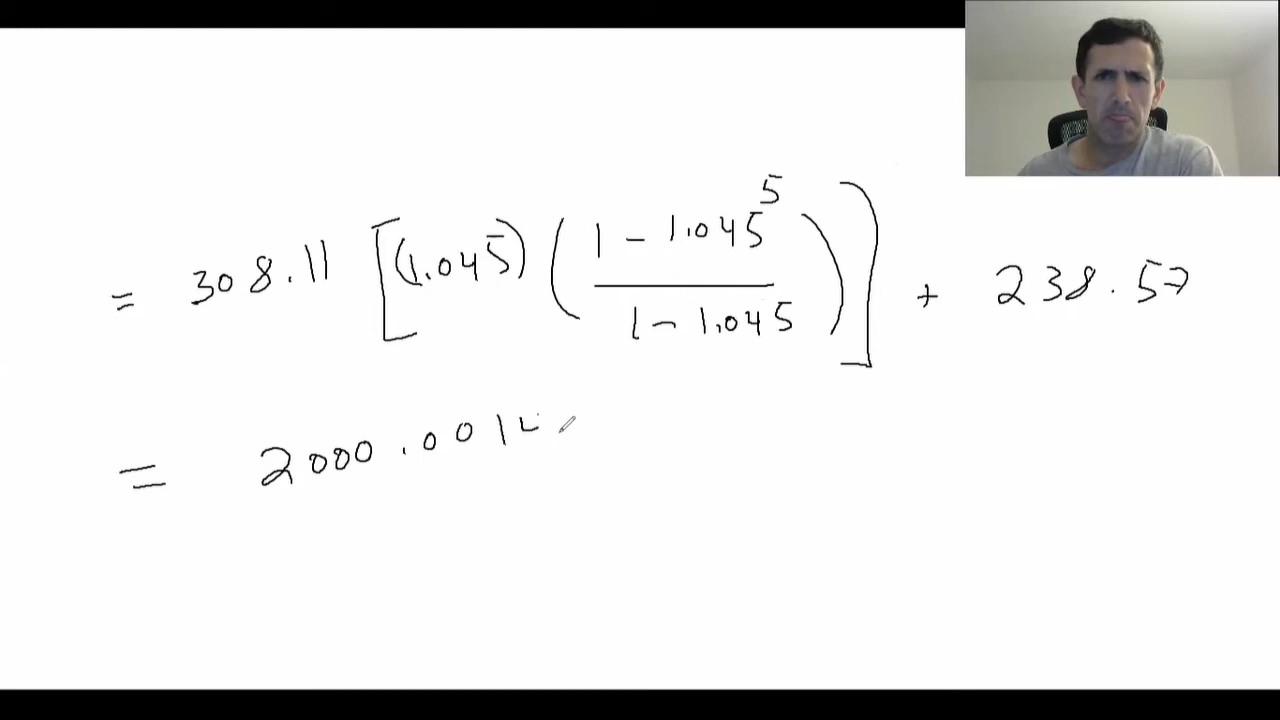 = 308.11 [(1.045) ((1 - 1.045^5) / (1 - 1.045))] + 238.57
= 2000.001